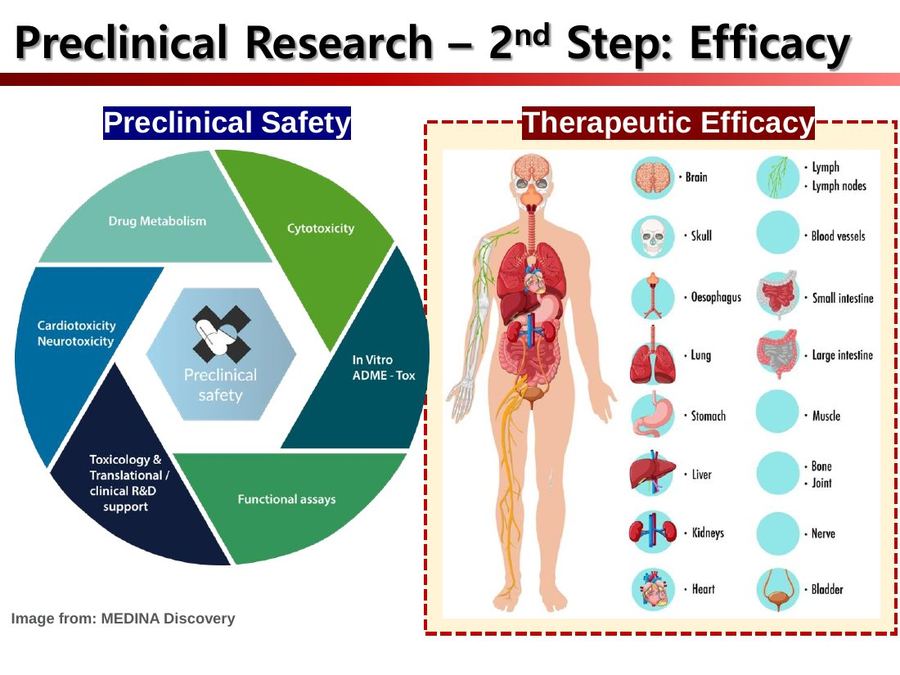 Preclinical Research – 2nd Step: Efficacy
Preclinical Safety
Drug Metabolism
Cytotoxicity
Cardiotoxicity
Neurotoxicity
In Vitro
ADME - Tox
Preclinical
safety
Toxicology &
Translational /
clinical R&D
support
Functional assays
Image from: MEDINA Discovery
Therapeutic Efficacy
• Brain
• Skull
• Oesophagus
• Lung
• Stomach
• Liver
• Kidneys
• Heart
• Lymph
• Lymph nodes
• Blood vessels
• Small intestine
• Large intestine
• Muscle
• Bone
• Joint
• Nerve
• Bladder